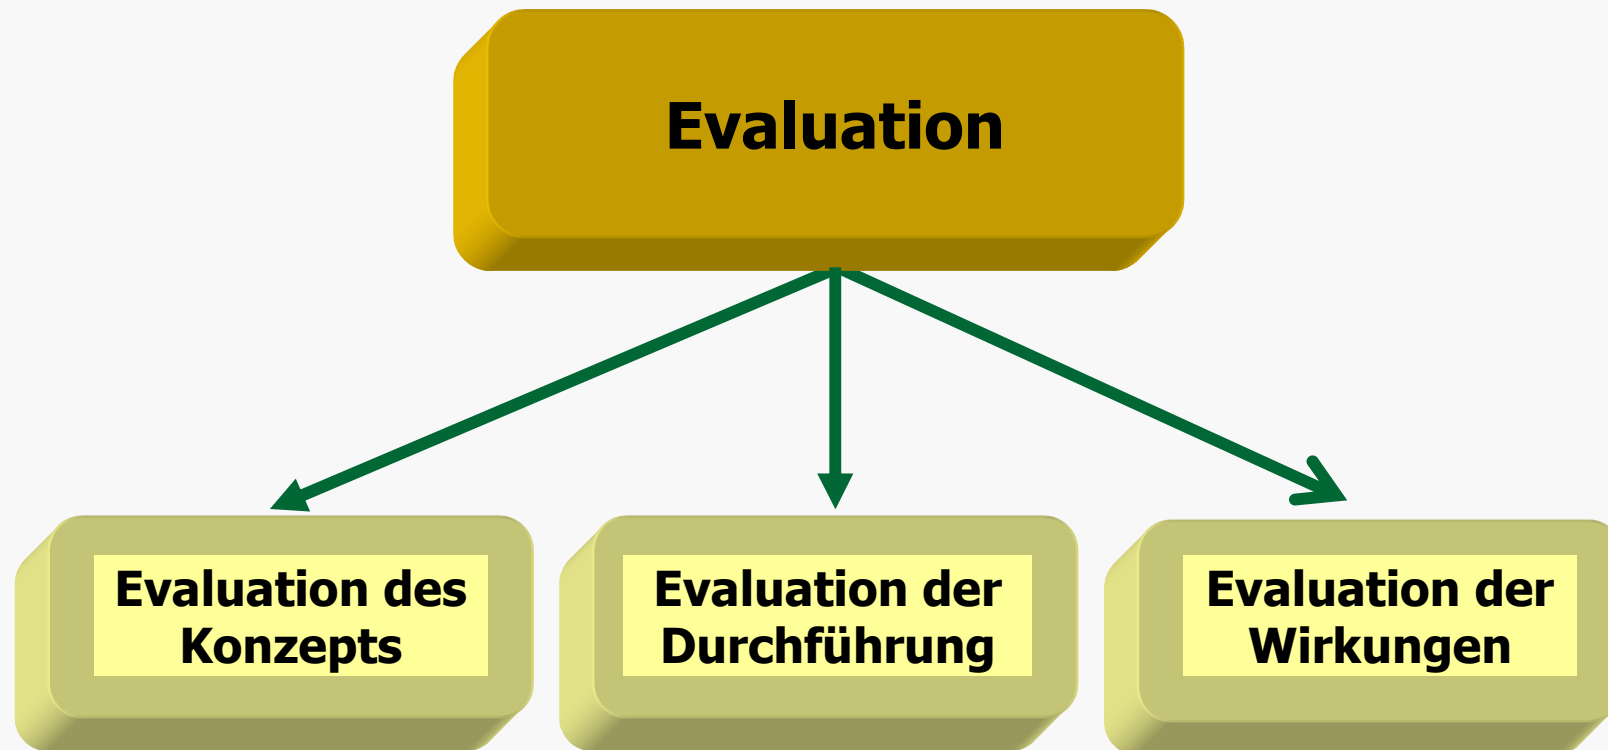 Evaluation
Evaluation des
Konzepts
Evaluation der
Durchführung
Evaluation der
Wirkungen